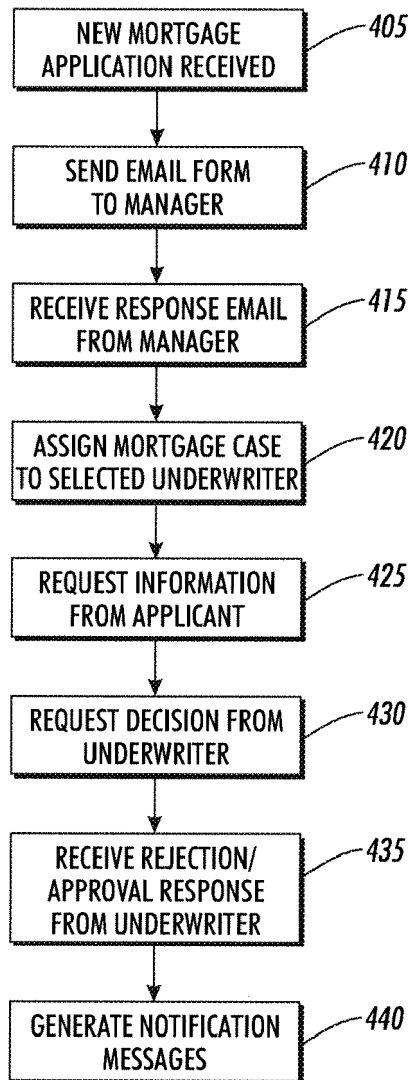 NEW MORTGAGE
APPLICATION RECEIVED
405
SEND EMAIL FORM
TO MANAGER
410
RECEIVE RESPONSE EMAIL
FROM MANAGER
415
ASSIGN MORTGAGE CASE
TO SELECTED UNDERWRITER
420
REQUEST INFORMATION
FROM APPLICANT
425
REQUEST DECISION FROM
UNDERWRITER
430
RECEIVE REJECTION/
APPROVAL RESPONSE
FROM UNDERWRITER
435
GENERATE NOTIFICATION
MESSAGES
440